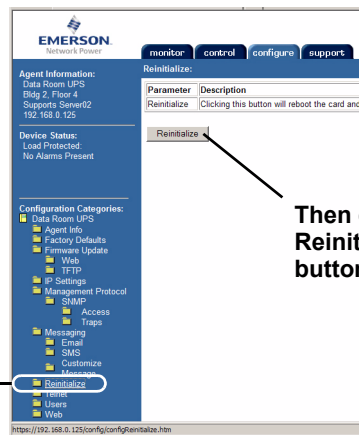 EMERSON
Network Power
monitor control configure support
Agent Information:
Data Room UPS
Bldg 2, Floor 4
Supports Server02
192.168.0.125
Device Status:
Load Protected:
No Alarms Present
Configuration Categories:
Data Room UPS
Agent Info
Factory Defaults
Firmware Update
Web
TFTP
IP Settings
Management Protocol
SNMP
Access
Traps
Messaging
Email
SMS
Customize
Message
Reinitialize
Telnet
Users
Web
Reinitialize:
Parameter Description
Reinitialize Clicking this button will reboot the card and
Reinitialize
Then
Reinit
button
https://192.168.0.125/config/configReinitialize.htm